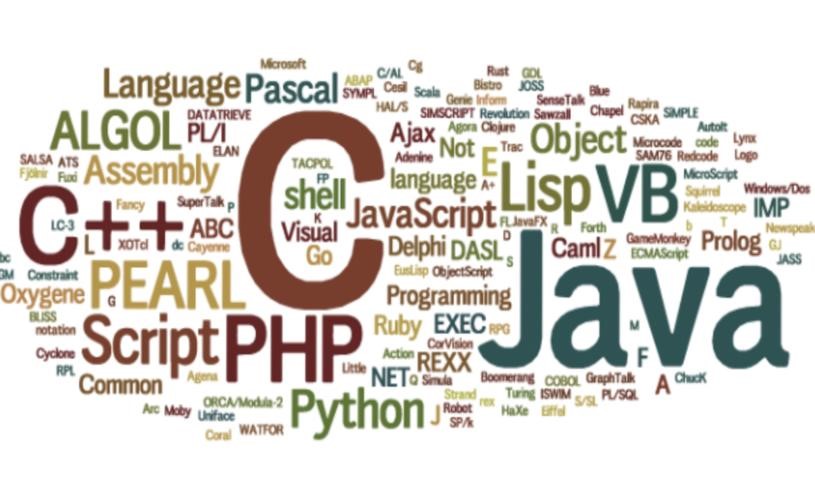 Microsoft
Cg
Language Pascal ABAP C/AL Rust GDL
SYMPL Cesil Scala Bistro JOSS Blue
HAL/S Genie Inform SenseTalk Rapira
DATATRIEVE SIMSCRIPT Revolution Sawzall Chapel CSKA SiMPLE
ALGOL PL/I Ajax Agora Clojure Object AutoIt
ELAN Not Trac Microcode code Lynx
SALSA ATS Adenine E SAM76 Redcode Logo
Fjölnir Fuxi Assembly TACPOL FP language A+ Lisp VB MicroScript
Squirrel Windows/Dos
Fancy SuperTalk P shell Kaleidoscope IMP
C++ C K JavaScript FL JavaFX R Forth b T Newspeak
LC-3 ABC Visual D
L XOTcl dc Cayenne Go Delphi DASL S Caml Z GameMonkey Prolog GJ
bc ECMAScript JASS
GM Constraint EusLisp ObjectScript
Oxygene PEARL G Programming Java
BLISS
notation Script PHP Ruby EXEC RPG M
CorVision
Cyclone Action REXX F
RPL Common Agena Little NET Q Simula Boomerang COBOL GraphTalk A ChucK
Arc Moby ORCA/Modula-2 Python Strand rex Turing ISWIM S/SL PL/SQL
Uniface J Robot HaXe Eiffel
Coral WATFOR SP/k